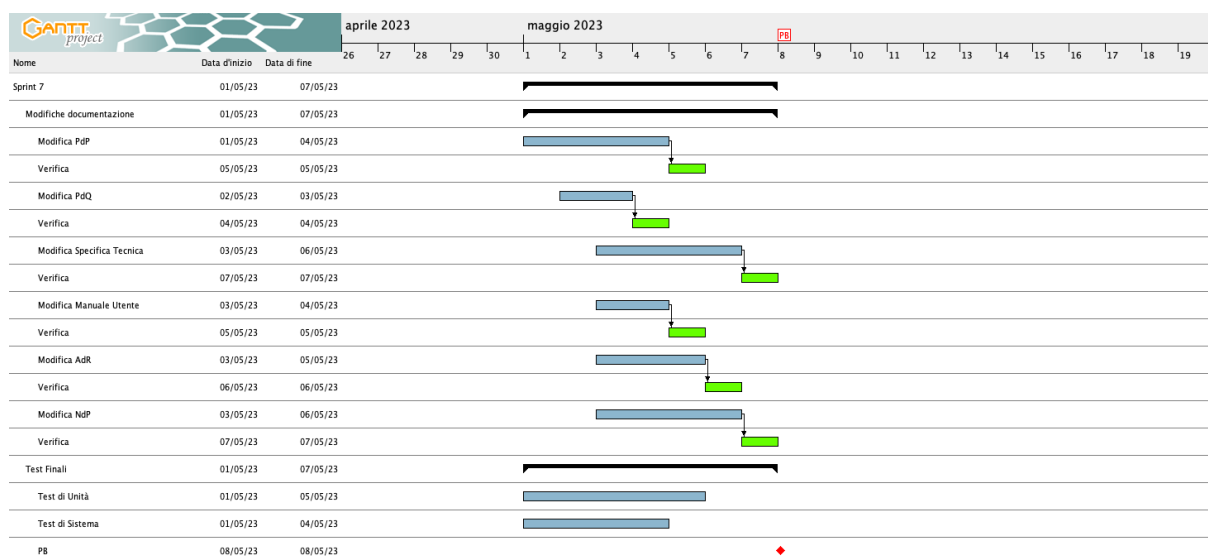 GANTT project
aprile 2023 maggio 2023
PB
26 27 28 29 30 1 2 3 4 5 6 7 8 9 10 11 12 13 14 15 16 17 18 19
Nome Data d'inizio Data di fine
Sprint 7 01/05/23 07/05/23
Modifiche documentazione 01/05/23 07/05/23
Modifica PdP 01/05/23 04/05/23
Verifica 05/05/23 05/05/23
Modifica PdQ 02/05/23 03/05/23
Verifica 04/05/23 04/05/23
Modifica Specifica Tecnica 03/05/23 06/05/23
Verifica 07/05/23 07/05/23
Modifica Manuale Utente 03/05/23 04/05/23
Verifica 05/05/23 05/05/23
Modifica AdR 03/05/23 05/05/23
Verifica 06/05/23 06/05/23
Modifica NdP 03/05/23 06/05/23
Verifica 07/05/23 07/05/23
Test Finali 01/05/23 07/05/23
Test di Unità 01/05/23 05/05/23
Test di Sistema 01/05/23 04/05/23
PB 08/05/23 08/05/23